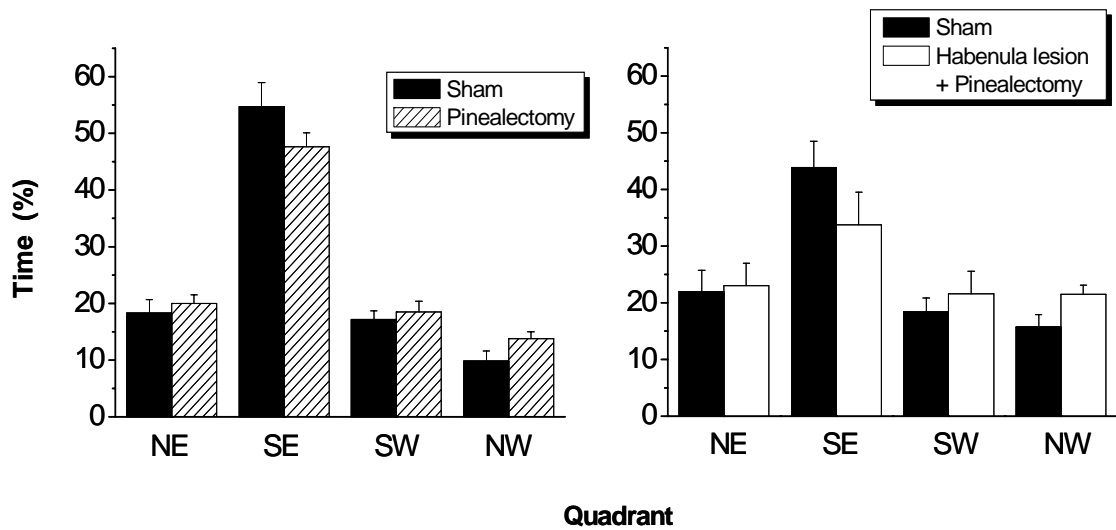 Sham
Pinealectomy
Time (%)
60
50
40
30
20
10
0
NE SE SW NW
Sham
Habenula lesion
+ Pinealectomy
60
50
40
30
20
10
0
NE SE SW NW
Quadrant